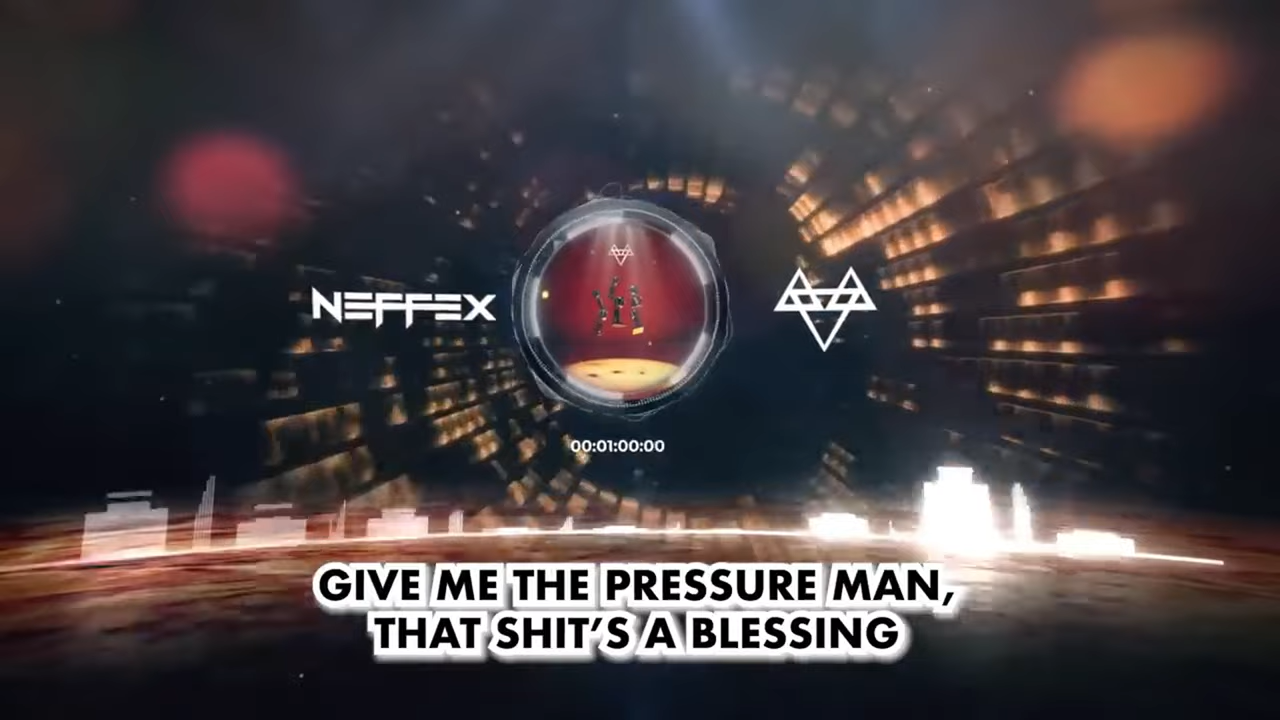 NEFFEX
00:01:00:00
GIVE ME THE PRESSURE MAN,
THAT SHIT'S A BLESSING